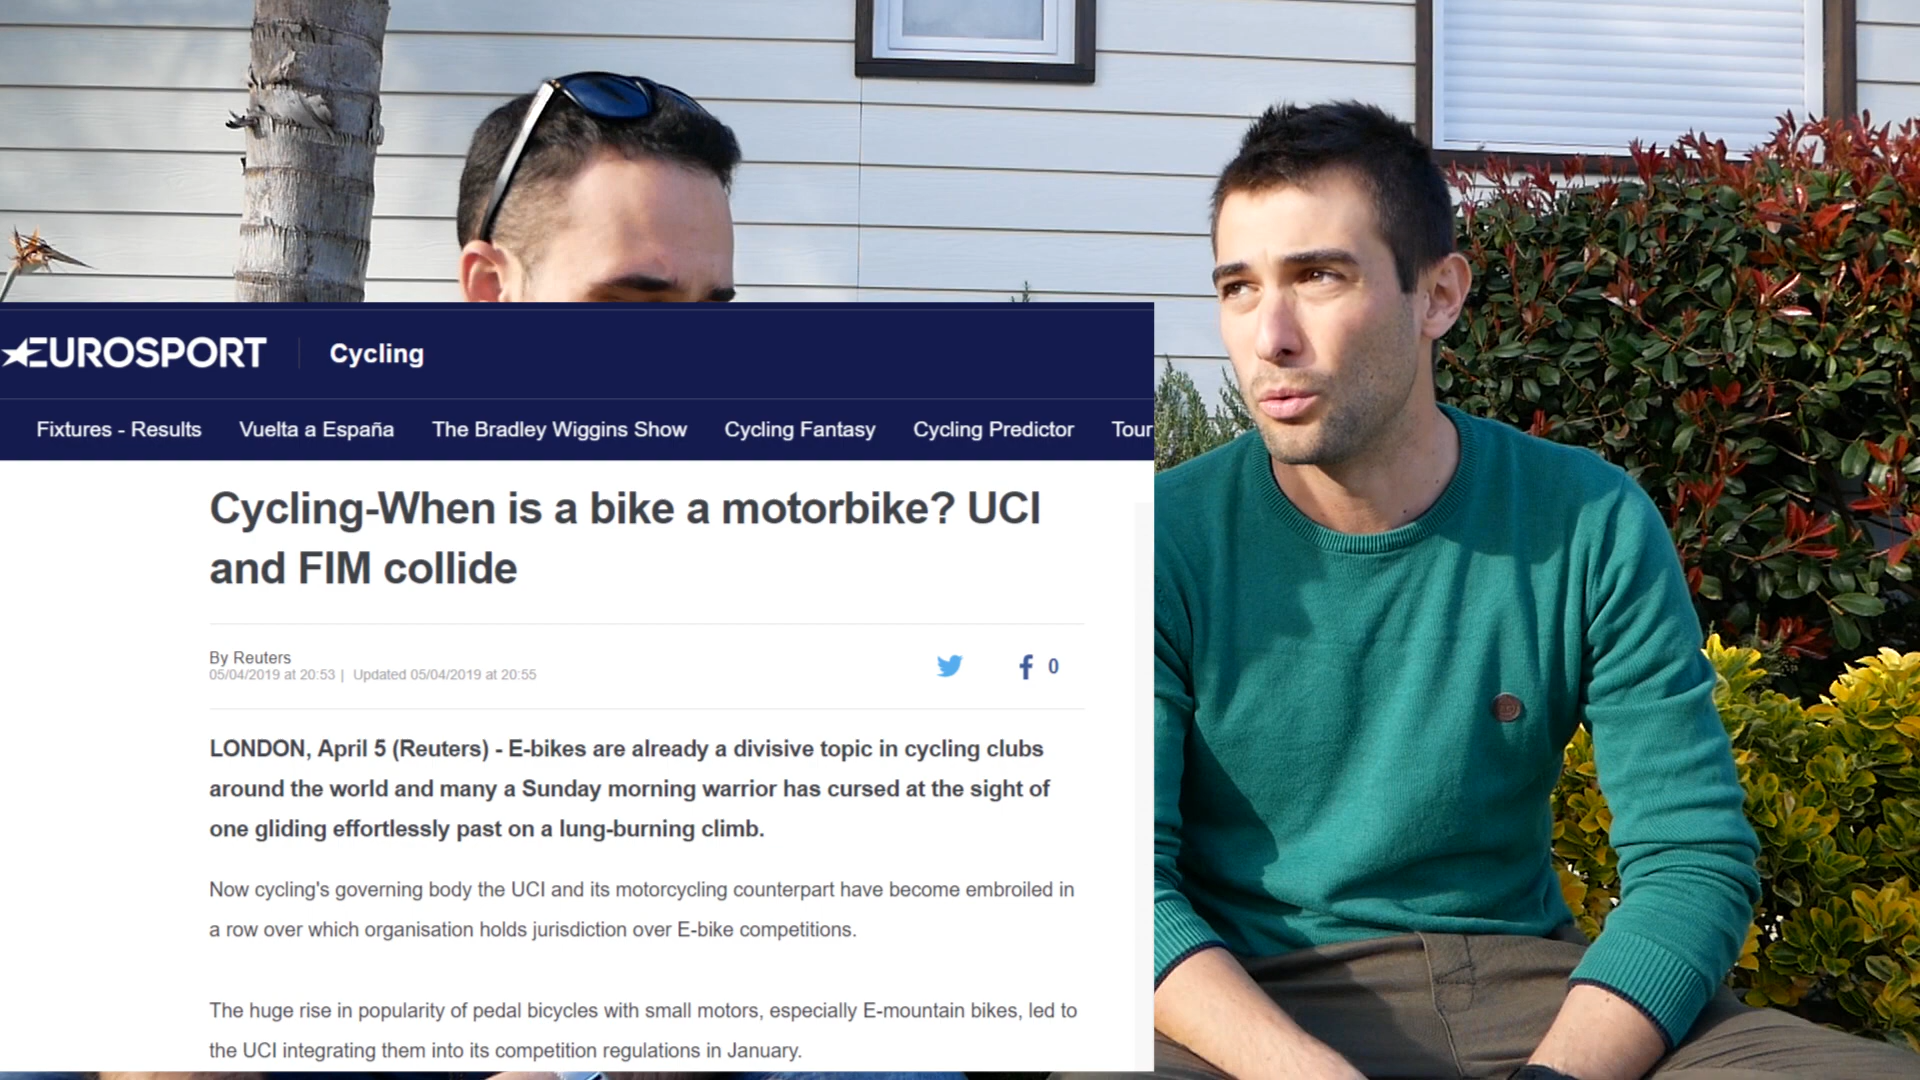 EUROSPORT
Cycling
Fixtures - Results Vuelta a España The Bradley Wiggins Show Cycling Fantasy Cycling Predictor Tour
Cycling-When is a bike a motorbike? UCI
and FIM collide
By Reuters
05/04/2019 at 20:53 | Updated 05/04/2019 at 20:55
0
LONDON, April 5 (Reuters) - E-bikes are already a divisive topic in cycling clubs
around the world and many a Sunday morning warrior has cursed at the sight of
one gliding effortlessly past on a lung-burning climb.
Now cycling's governing body the UCI and its motorcycling counterpart have become embroiled in
a row over which organisation holds jurisdiction over E-bike competitions.
The huge rise in popularity of pedal bicycles with small motors, especially E-mountain bikes, led to
the UCI integrating them into its competition regulations in January.